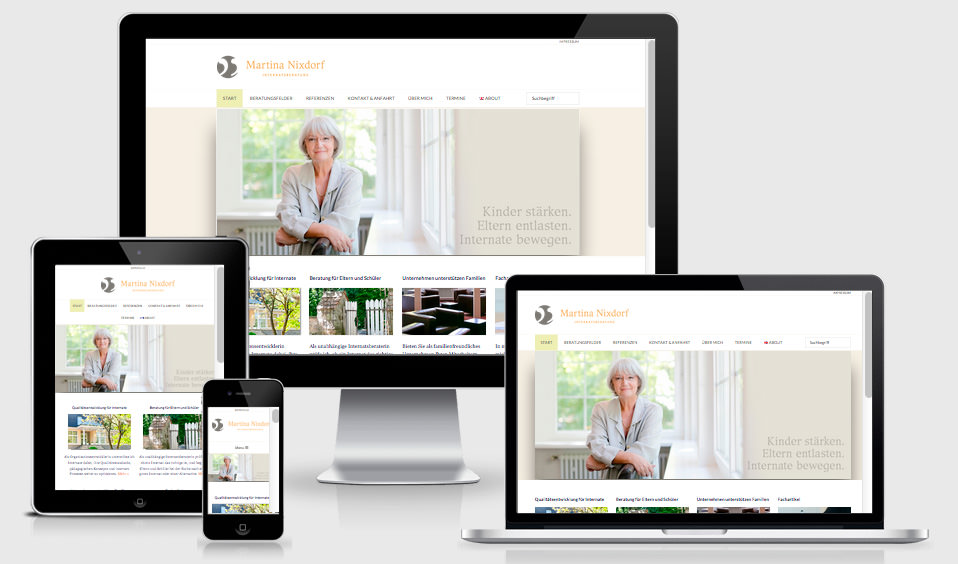 IMPRESSUM
Martina Nixdorf
INTERNATSBERATUNG
START BERATUNGSFELDER REFERENZEN KONTAKT & ANFAHRT ÜBER MICH TERMINE ABOUT Suchbegriff
Kinder stärken.
Eltern entlasten.
Internate bewegen.
icklung für Internate Beratung für Eltern und Schüler Unternehmen unterstützen Familien Fac
Als unabhängige Internatsberaterin Bieten Sie als familienfreundliches
Martina Nixdorf
START BERATUNGSFELDER REFERENZEN KONTAKT & ANFAHRT ÜBER MICH
TERMINE ABOUT
Kinder stärken.
Eltern entlasten.
Internate bewegen.
Qualitätsentwicklung für Internate Beratung für Eltern und Schüler
Martina Nixdorf
Menü
Qualitätsentwicklung für Internate
IMPRESSUM
Martina Nixdorf
INTERNATSBERATUNG
START BERATUNGSFELDER REFERENZEN KONTAKT & ANFAHRT ÜBER MICH TERMINE ABOUT Suchbegriff
Kinder stärken.
Eltern entlasten.
Internate bewegen.
Qualitätsentwicklung für Internate Beratung für Eltern und Schüler Unternehmen unterstützen Familien Fachartikel